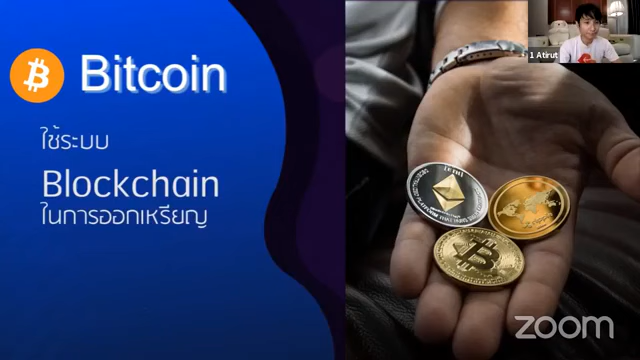 Bitcoin
ใช้ระบบ
Blockchain
ในการออกเหรียญ
1 Atirut
zoom